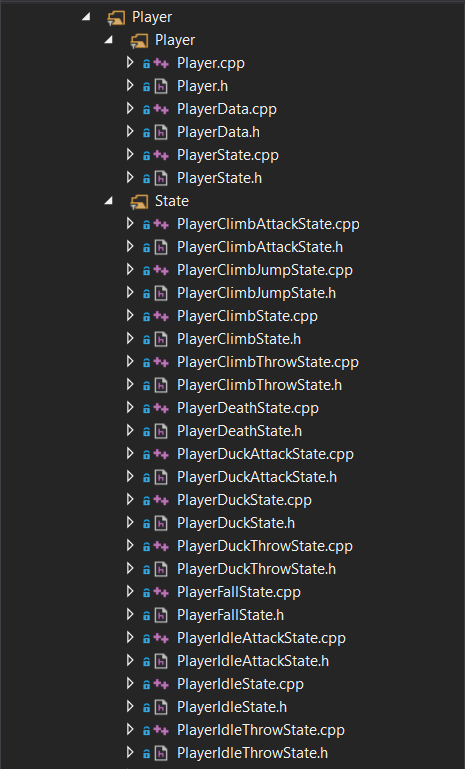 Player
Player
Player.cpp
Player.h
PlayerData.cpp
PlayerData.h
PlayerState.cpp
PlayerState.h
State
PlayerClimbAttackState.cpp
PlayerClimbAttackState.h
PlayerClimbJumpState.cpp
PlayerClimbJumpState.h
PlayerClimbState.cpp
PlayerClimbState.h
PlayerClimbThrowState.cpp
PlayerClimbThrowState.h
PlayerDeathState.cpp
PlayerDeathState.h
PlayerDuckAttackState.cpp
PlayerDuckAttackState.h
PlayerDuckState.cpp
PlayerDuckState.h
PlayerDuckThrowState.cpp
PlayerDuckThrowState.h
PlayerFallState.cpp
PlayerFallState.h
PlayerIdleAttackState.cpp
PlayerIdleAttackState.h
PlayerIdleState.cpp
PlayerIdleState.h
PlayerIdleThrowState.cpp
PlayerIdleThrowState.h